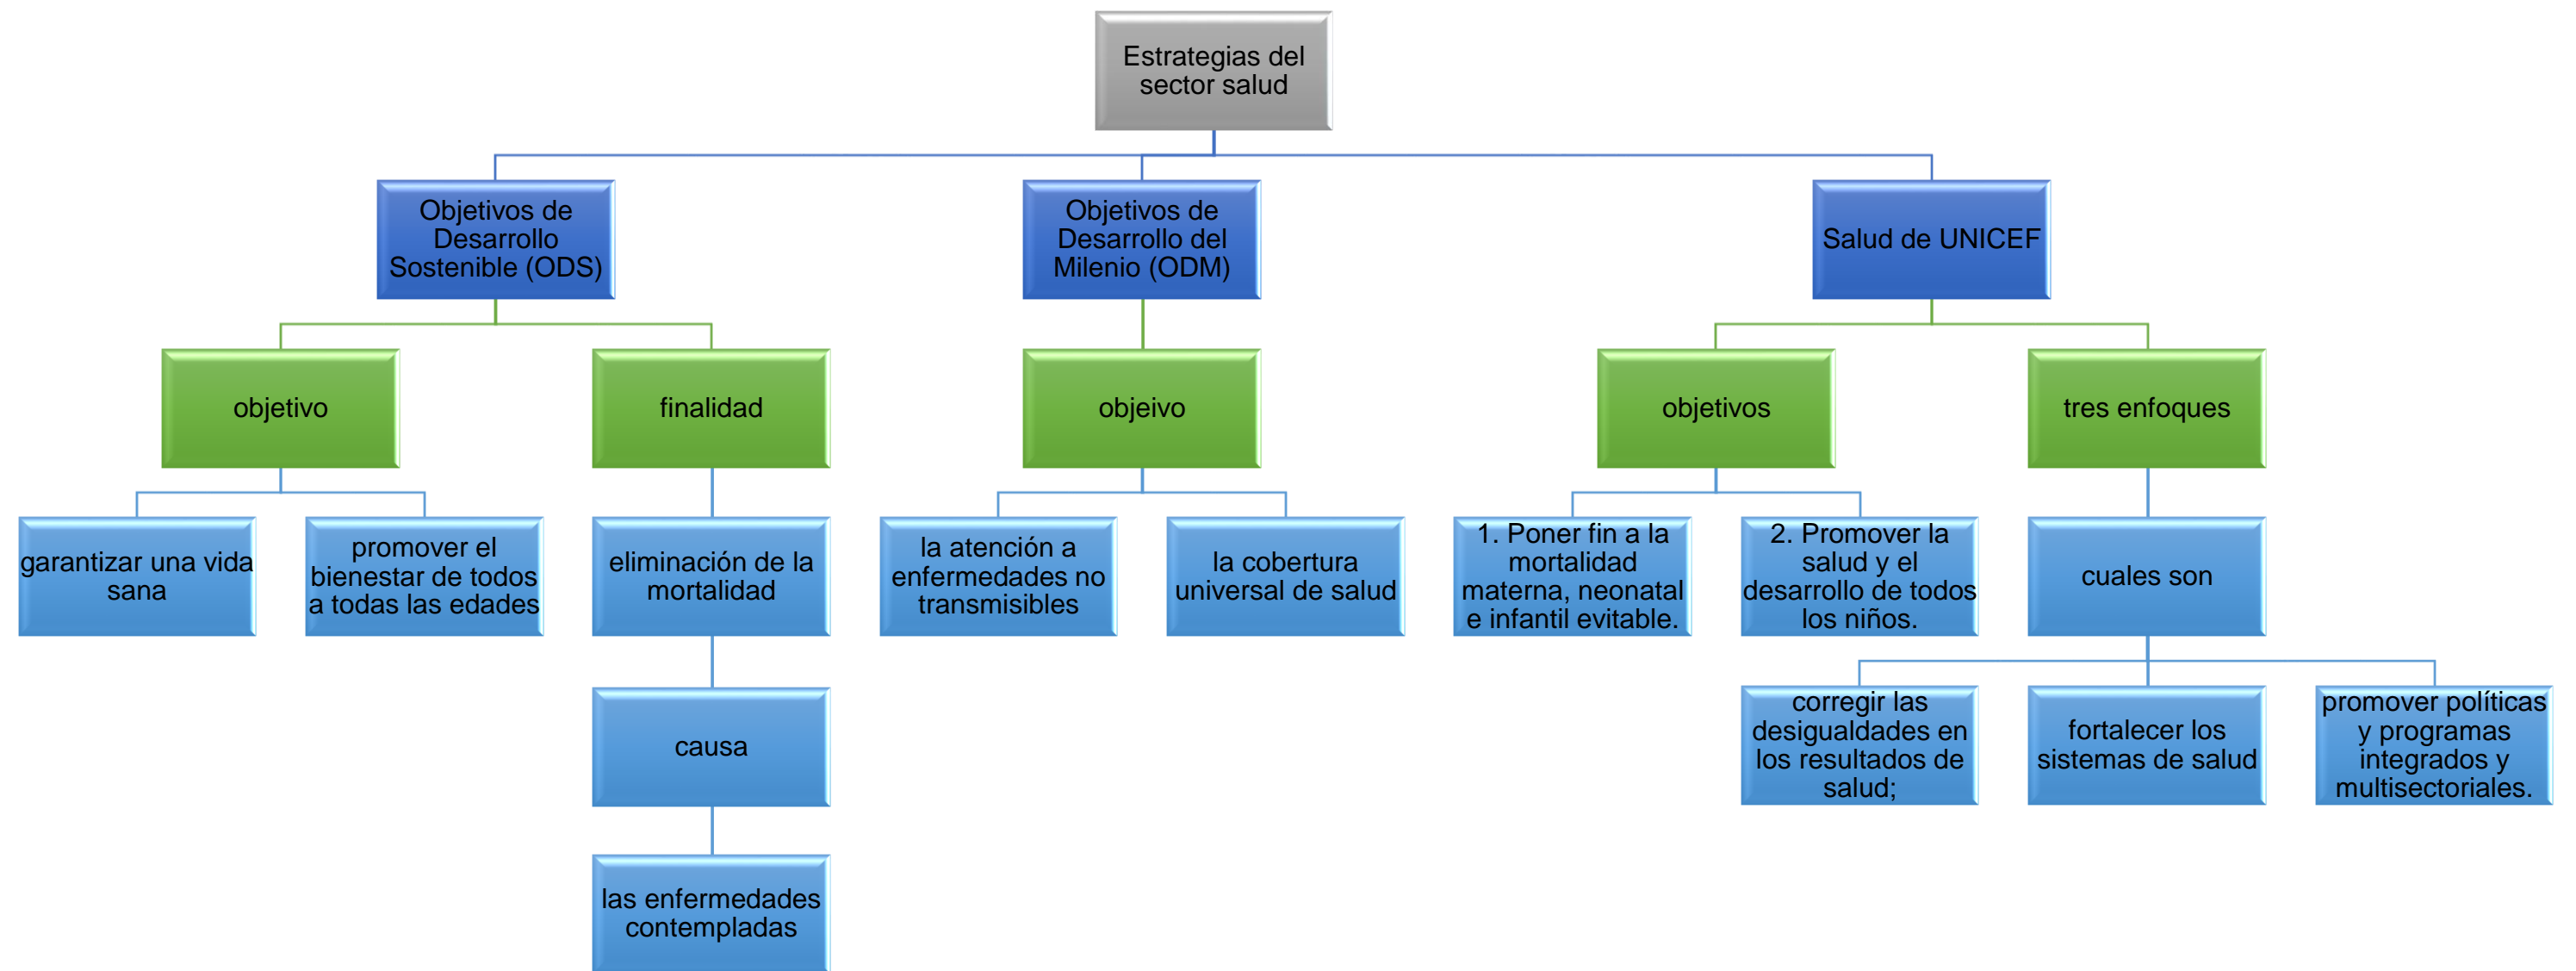 Estrategias del
sector salud
Objetivos de
Desarrollo
Sostenible (ODS)
Objetivos de
Desarrollo del
Milenio (ODM)
Salud de UNICEF
objetivo
finalidad
objeivo
objetivos
tres enfoques
garantizar una vida
sana
promover el
bienestar de todos
a todas las edades
eliminación de la
mortalidad
la atención a
enfermedades no
transmisibles
la cobertura
universal de salud
1. Poner fin a la
mortalidad
materna, neonatal
e infantil evitable.
2. Promover la
salud y el
desarrollo de todos
los niños.
cuales son
causa
corregir las
desigualdades en
los resultados de
salud;
fortalecer los
sistemas de salud
promover políticas
y programas
integrados y
multisectoriales.
las enfermedades
contempladas